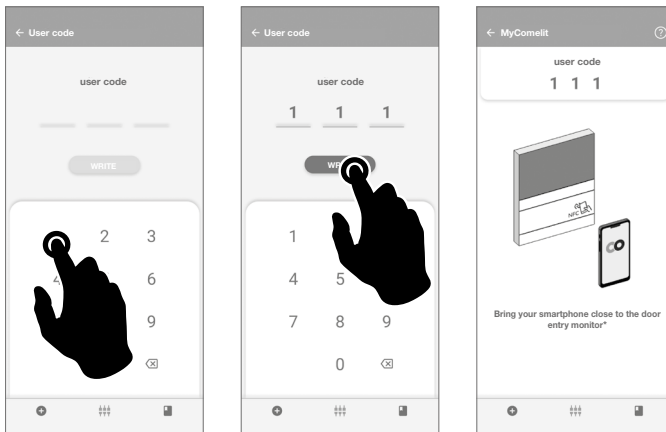 ← User code
user code
WRITE
2 3
4 6
9
← User code
user code
1 1 1
1
4 5
7 8 9
0
← MyComelit ?
user code
1 1 1
NFC
Bring your smartphone close to the door
entry monitor*